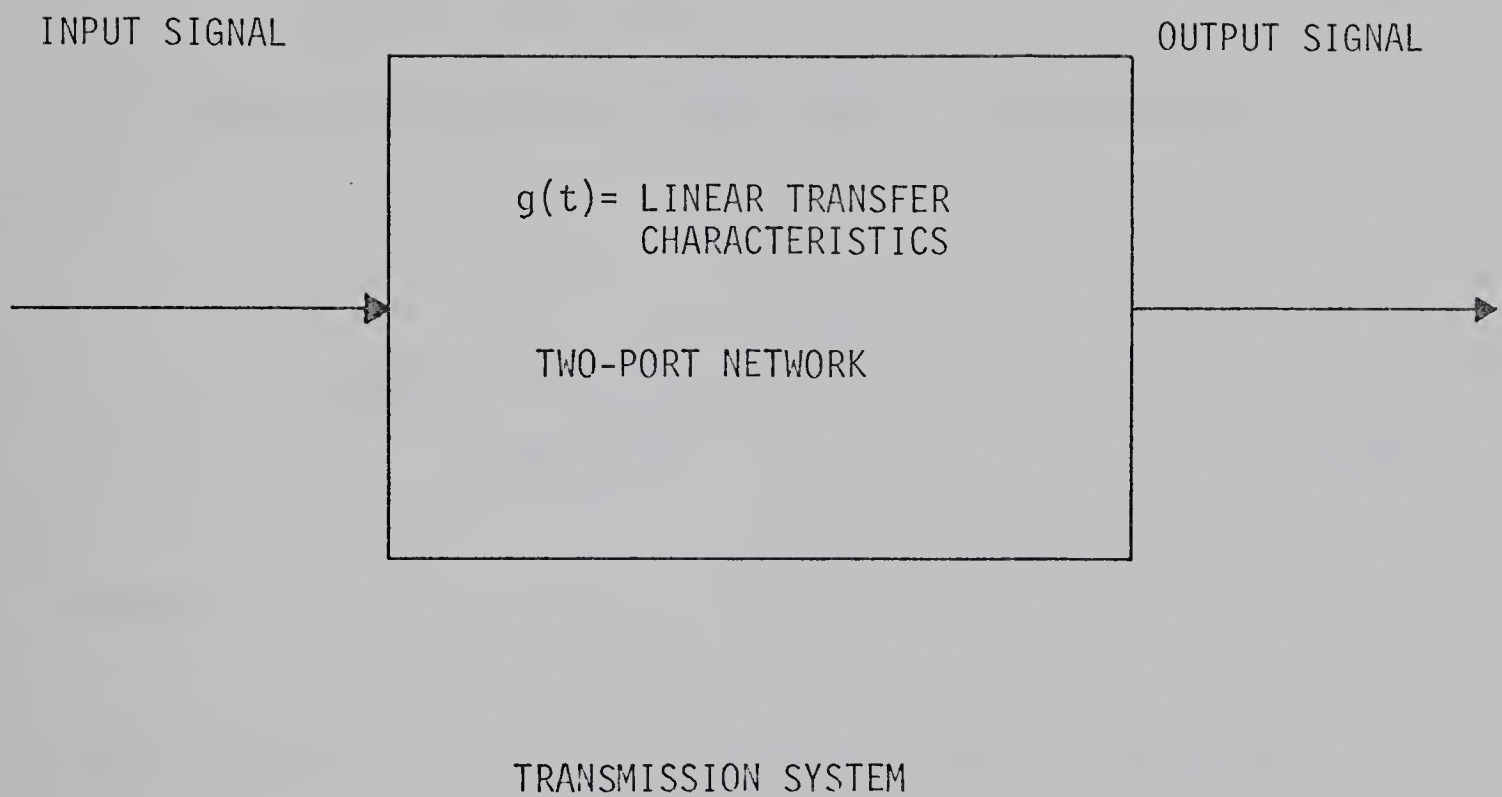 INPUT SIGNAL
OUTPUT SIGNAL
g(t)= LINEAR TRANSFER
CHARACTERISTICS
TWO-PORT NETWORK
TRANSMISSION SYSTEM